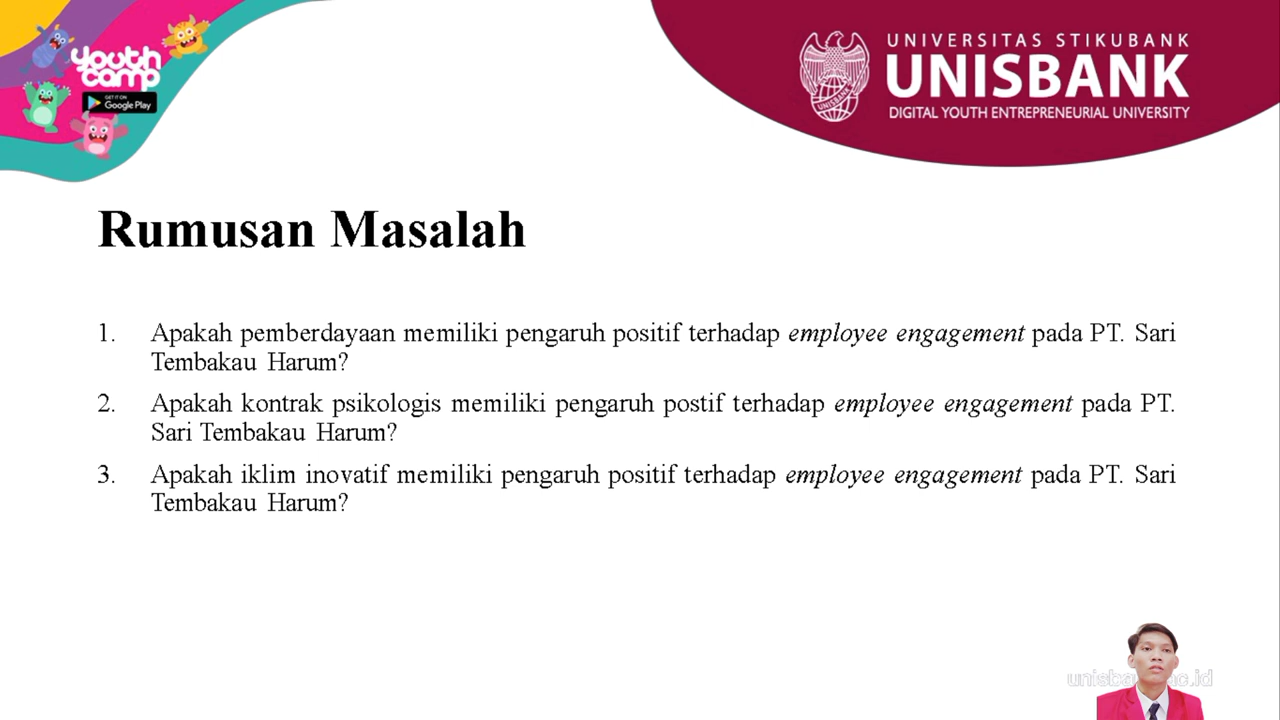 youth
camp
GET IT ON
Google Play
UNIVERSITAS STIKUBANK
UNISBANK
DIGITAL YOUTH ENTREPRENEURIAL UNIVERSITY
UNISBANK
Rumusan Masalah
1. Apakah pemberdayaan memiliki pengaruh positif terhadap employee engagement pada PT. Sari
Tembakau Harum?
2. Apakah kontrak psikologis memiliki pengaruh postif terhadap employee engagement pada PT.
Sari Tembakau Harum?
3. Apakah iklim inovatif memiliki pengaruh positif terhadap employee engagement pada PT. Sari
Tembakau Harum?